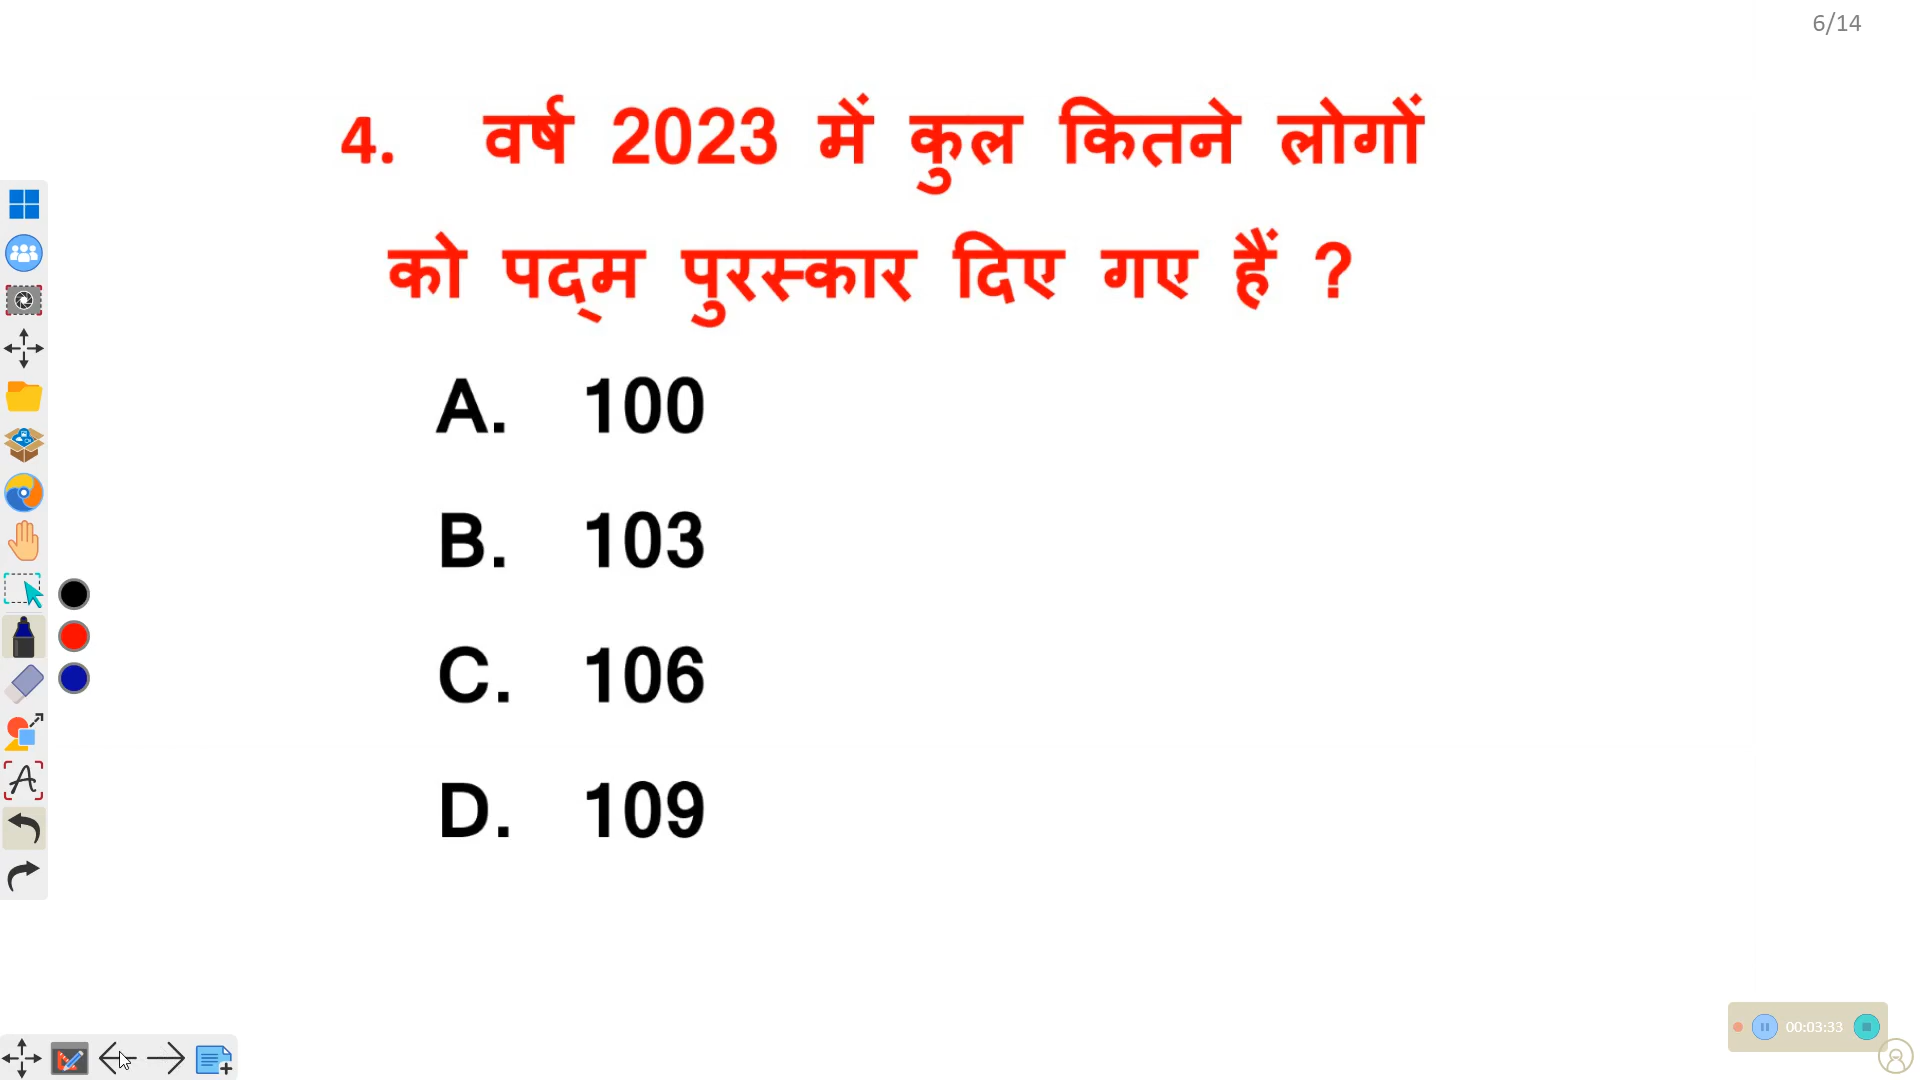 6/14
4. वर्ष 2023 में कुल कितने लोगों
को पद्म पुरस्कार दिए गए हैं ?
A. 100
B. 103
C. 106
D. 109
00:03:33